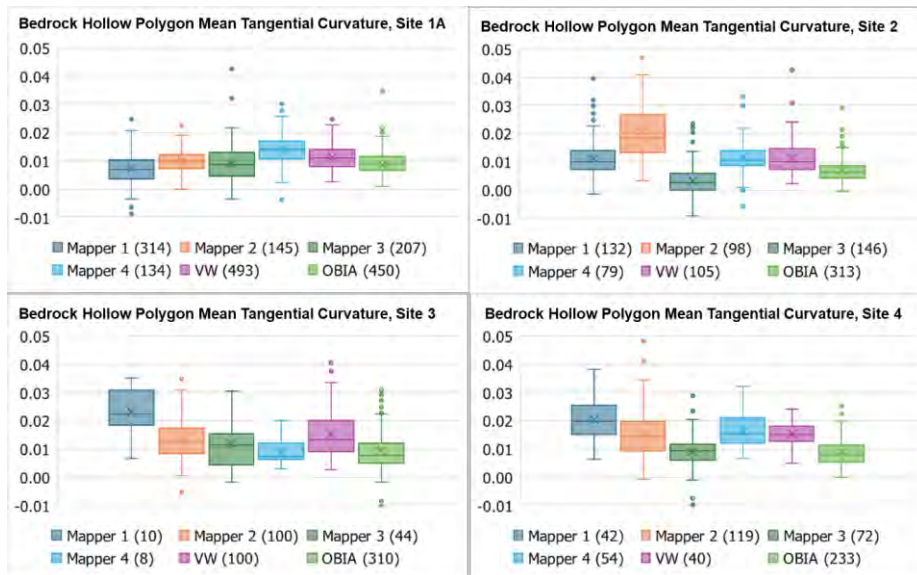 Bedrock Hollow Polygon Mean Tangential Curvature, Site 1A
0.05
0.04
0.03
0.02
0.01
0.00
-0.01
Mapper 1 (314) Mapper 2 (145) Mapper 3 (207)
Mapper 4 (134) VW (493) OBIA (450)
Bedrock Hollow Polygon Mean Tangential Curvature, Site 2
0.05
0.04
0.03
0.02
0.01
0.00
-0.01
Mapper 1 (132) Mapper 2 (98) Mapper 3 (146)
Mapper 4 (79) VW (105) OBIA (313)
Bedrock Hollow Polygon Mean Tangential Curvature, Site 3
0.05
0.04
0.03
0.02
0.01
0.00
-0.01
Mapper 1 (10) Mapper 2 (100) Mapper 3 (44)
Mapper 4 (8) VW (100) OBIA (310)
Bedrock Hollow Polygon Mean Tangential Curvature, Site 4
0.05
0.04
0.03
0.02
0.01
0.00
-0.01
Mapper 1 (42) Mapper 2 (119) Mapper 3 (72)
Mapper 4 (54) VW (40) OBIA (233)